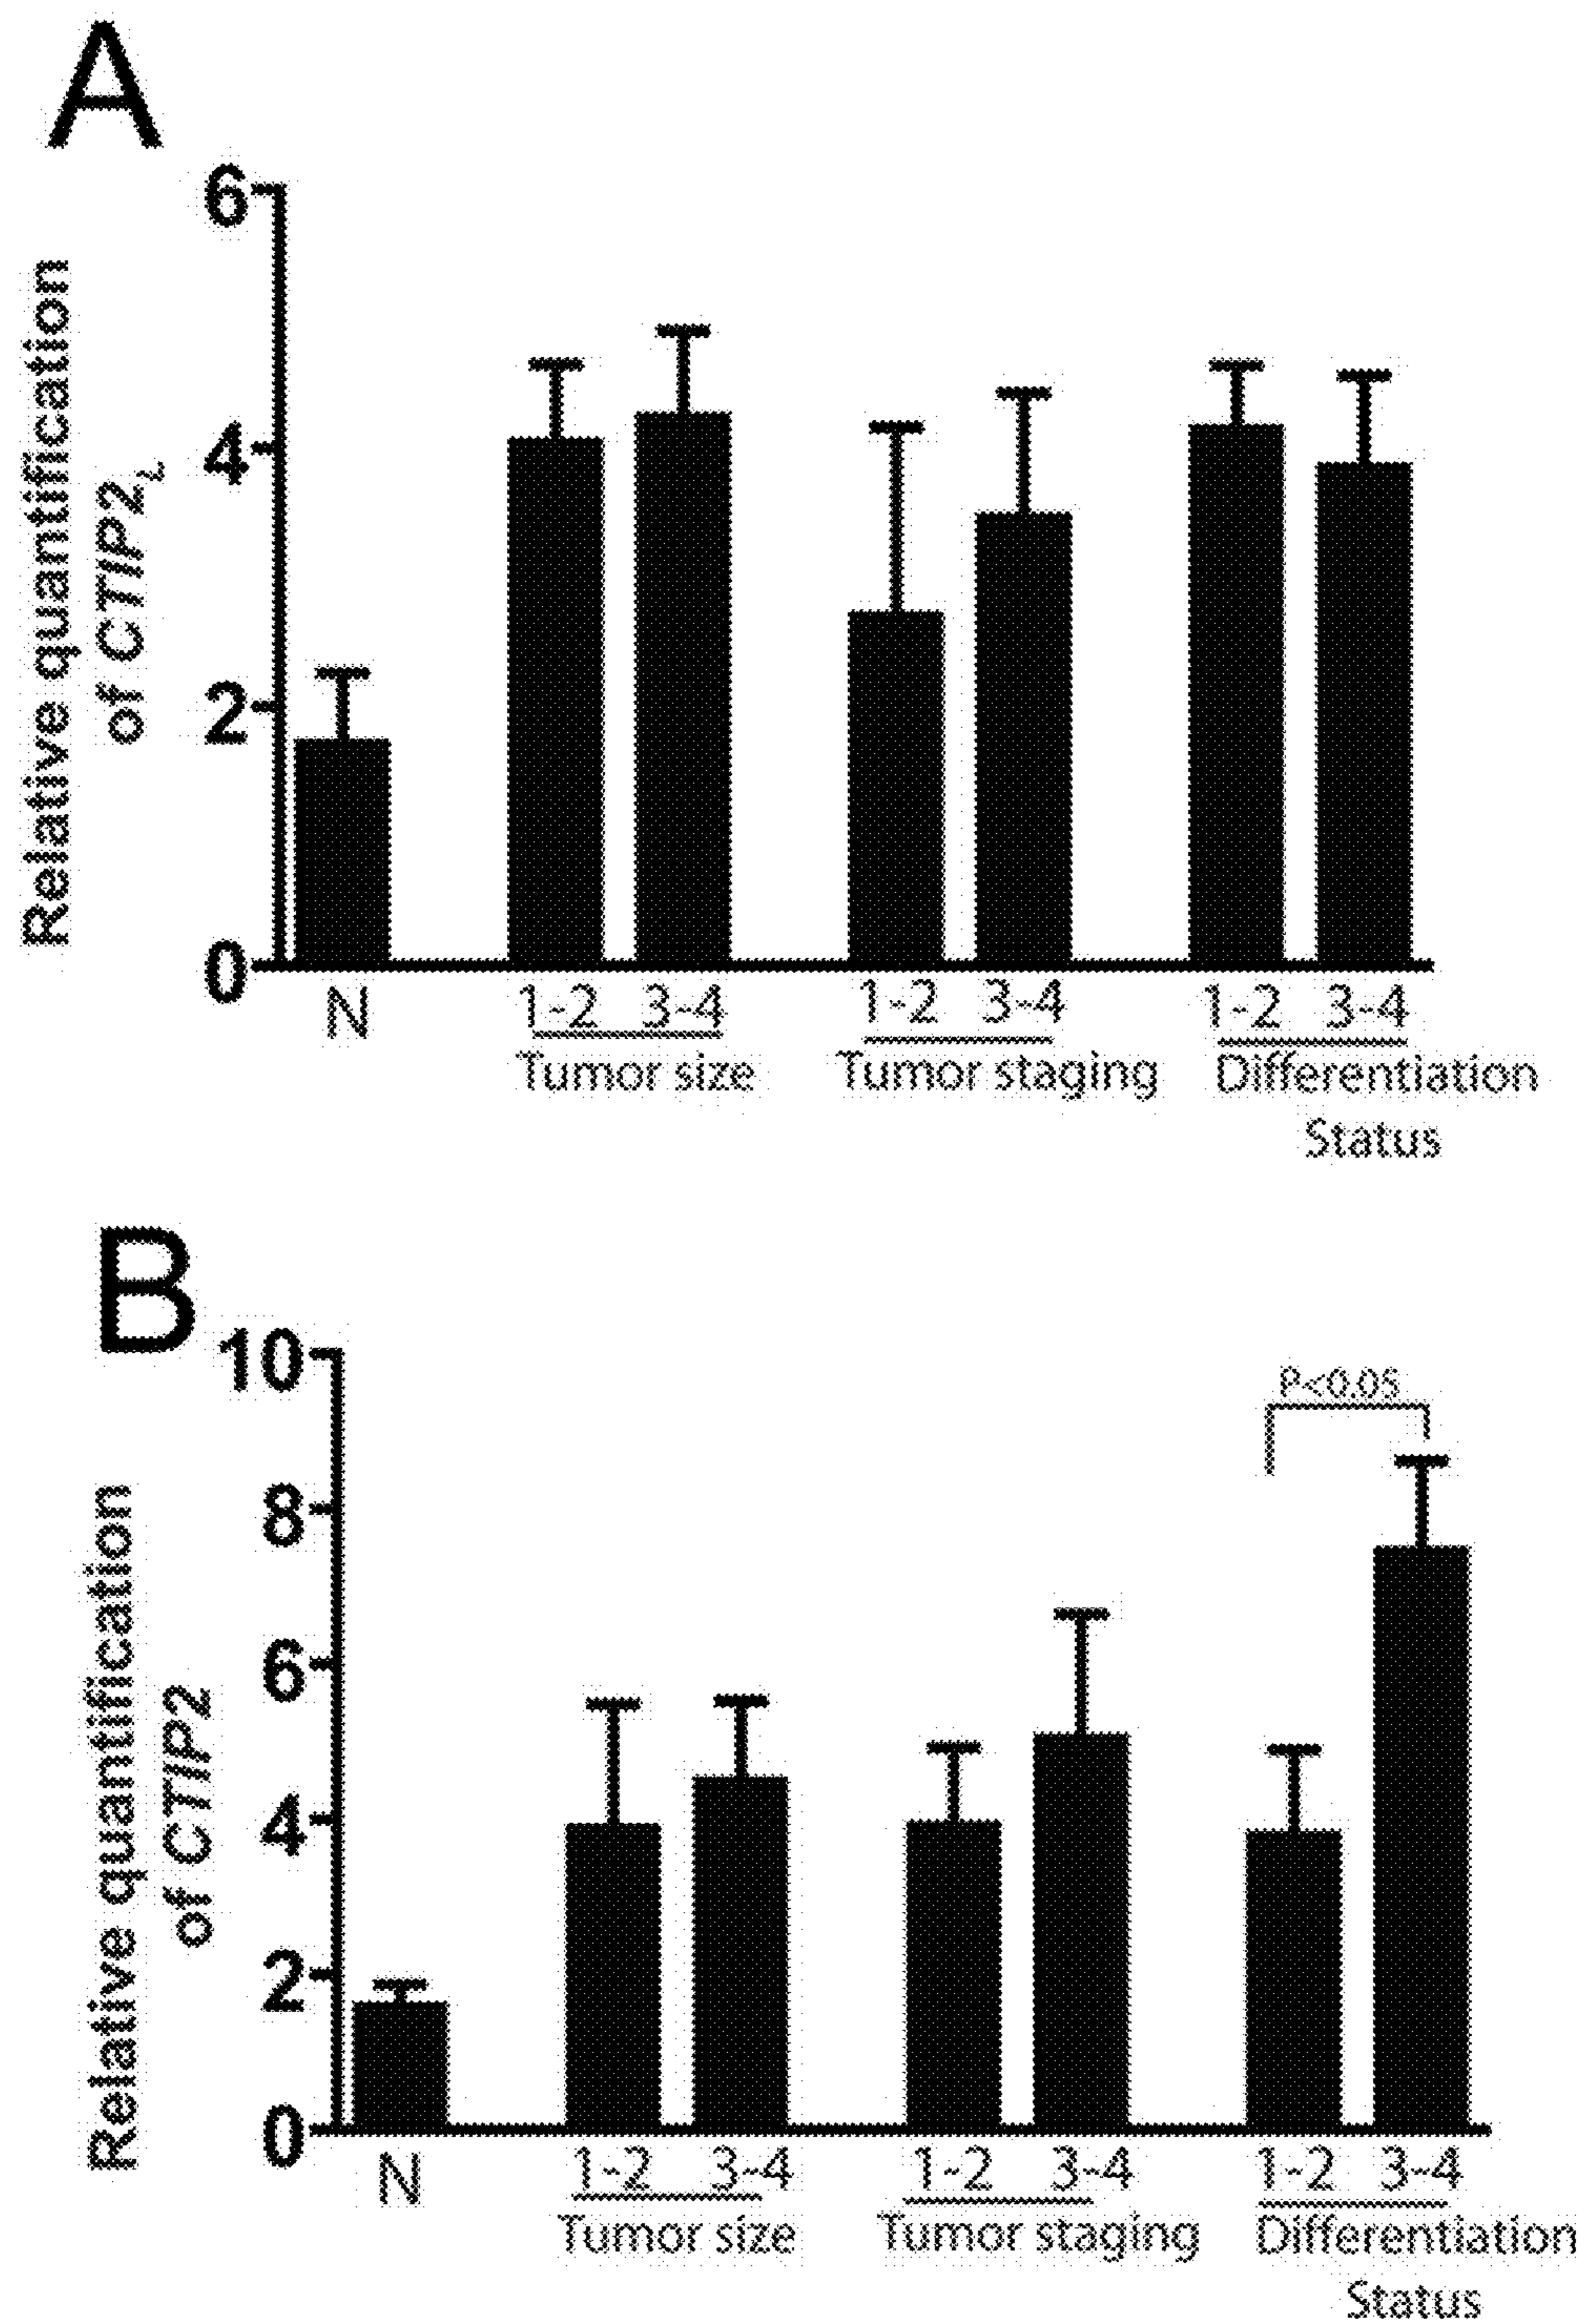 A
6
4
2
0
Relative quantification
of CTIP2L
N
1-2 3-4
1-2 3-4
1-2 3-4
Tumor size
Tumor staging
Differentiation
Status
B
10
8
6
4
2
0
Relative quantification
of CTIP2
P<0.05
N
1-2 3-4
1-2 3-4
1-2 3-4
Tumor size
Tumor staging
Differentiation
Status